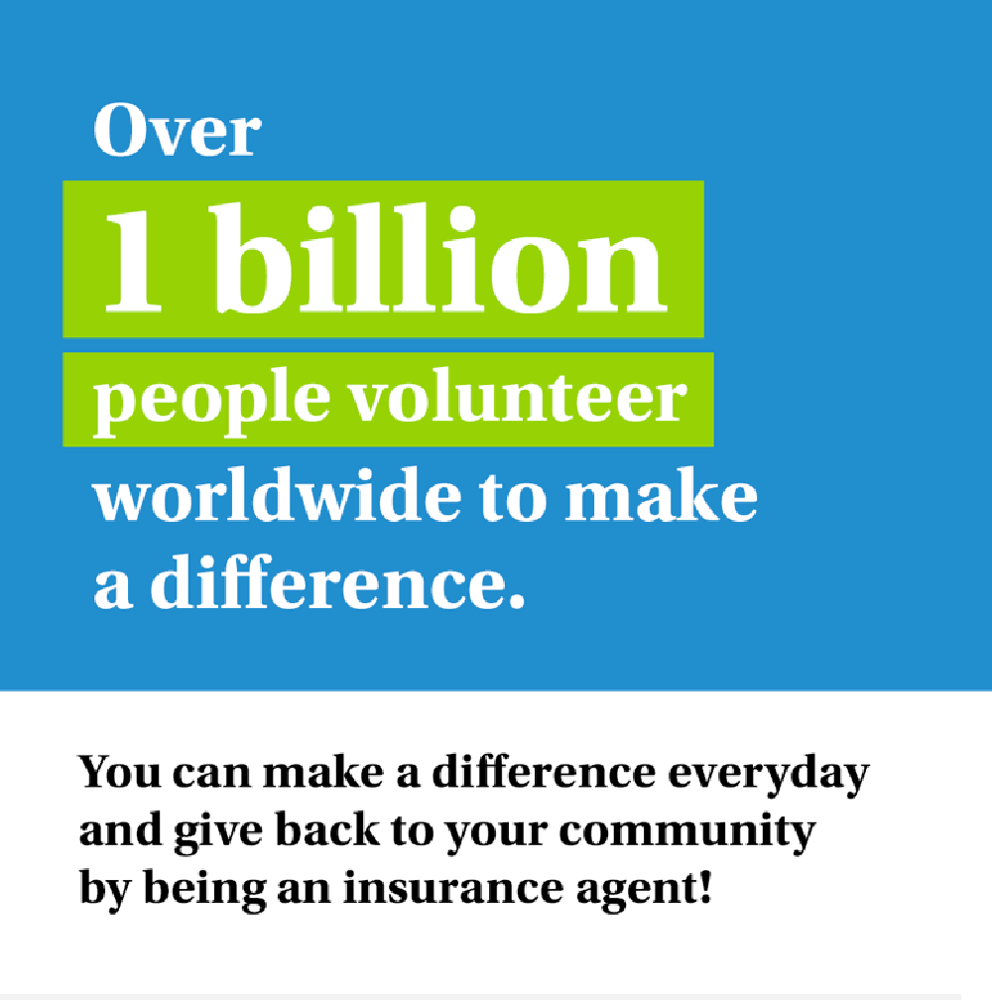 Over
1 billion
people volunteer
worldwide to make
a difference.
You can make a difference everyday
and give back to your community
by being an insurance agent!